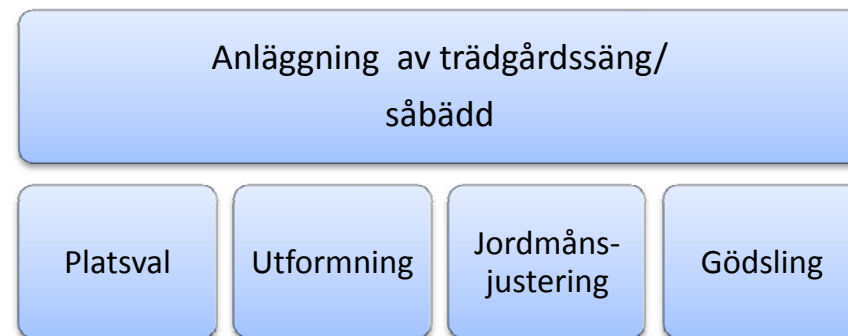 Anläggning av trädgårdssäng/
såbädd
Platsval
Utformning
Jordmåns-
justering
Gödsling